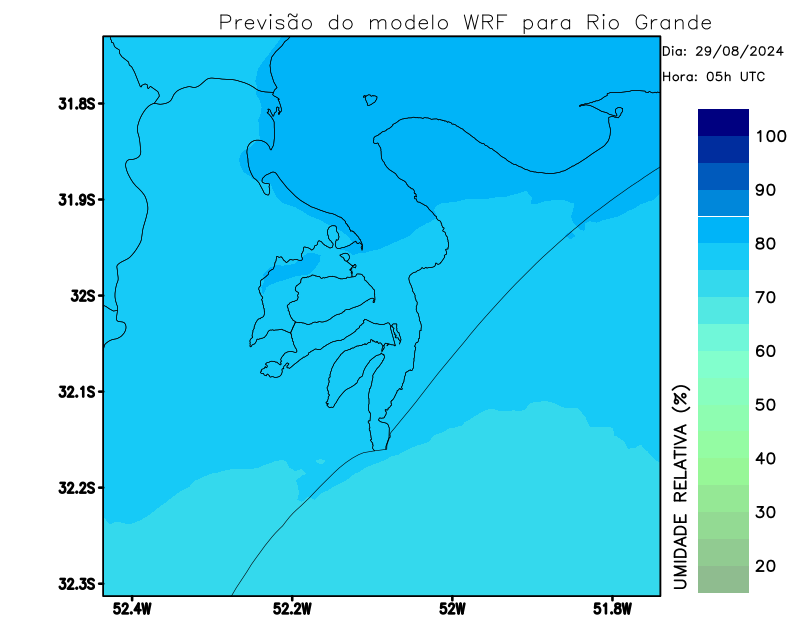 Previsão do modelo WRF para Rio Grande
Dia: 29/08/2024
Hora: 05h UTC
31.8S
31.9S
32S
32.1S
32.2S
32.3S
52.4W
52.2W
52W
51.8W
100
90
80
70
60
50
40
30
20
UMIDADE RELATIVA (%)